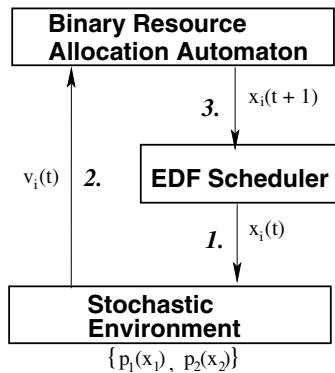 Binary Resource
Allocation Automaton
3. x_i(t + 1)
v_i(t) 2.
EDF Scheduler
1. x_i(t)
Stochastic
Environment
{p_1(x_1) , p_2(x_2)}